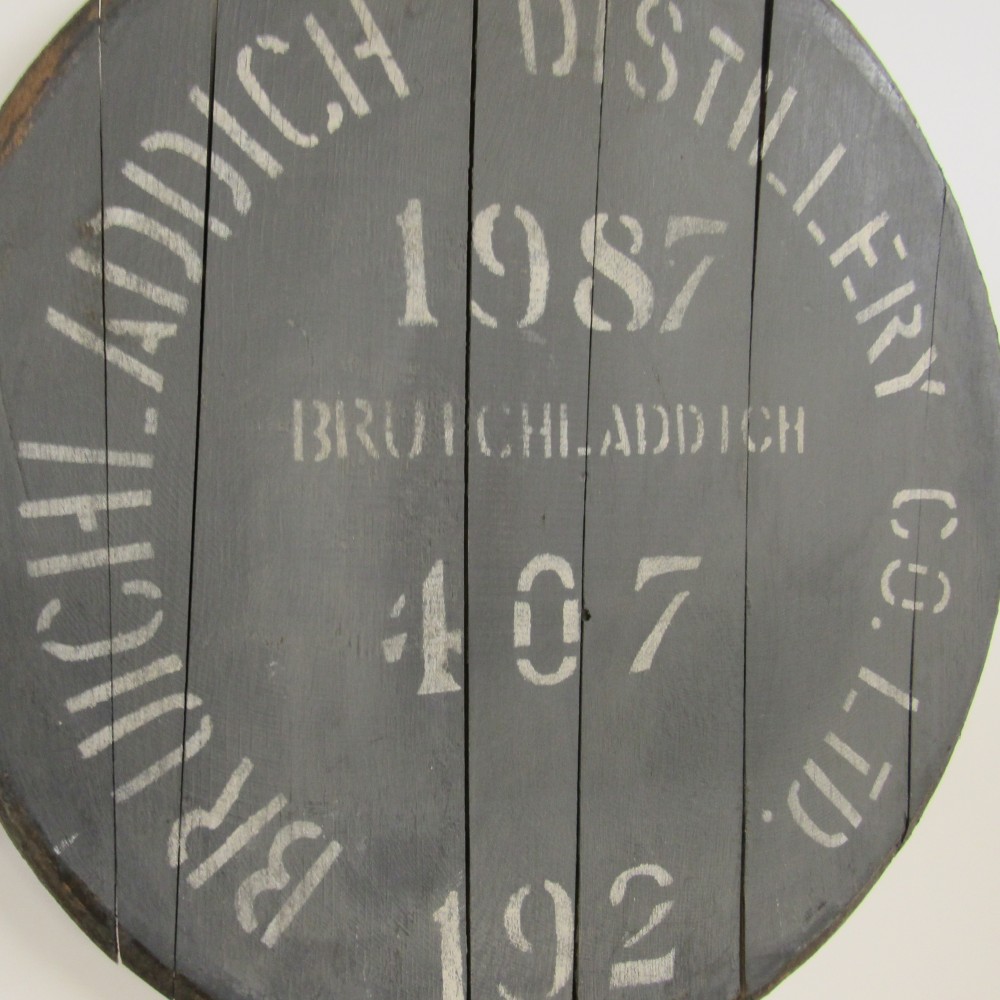 BRUICHLADDICH DISTILLERY CO. LTD.
1987
BRUICHLADDICH
407
192